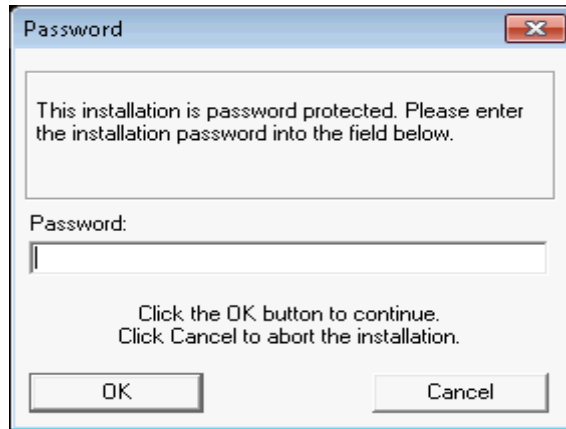 Password
This installation is password protected. Please enter
the installation password into the field below.
Password:
Click the OK button to continue.
Click Cancel to abort the installation.
OK
Cancel